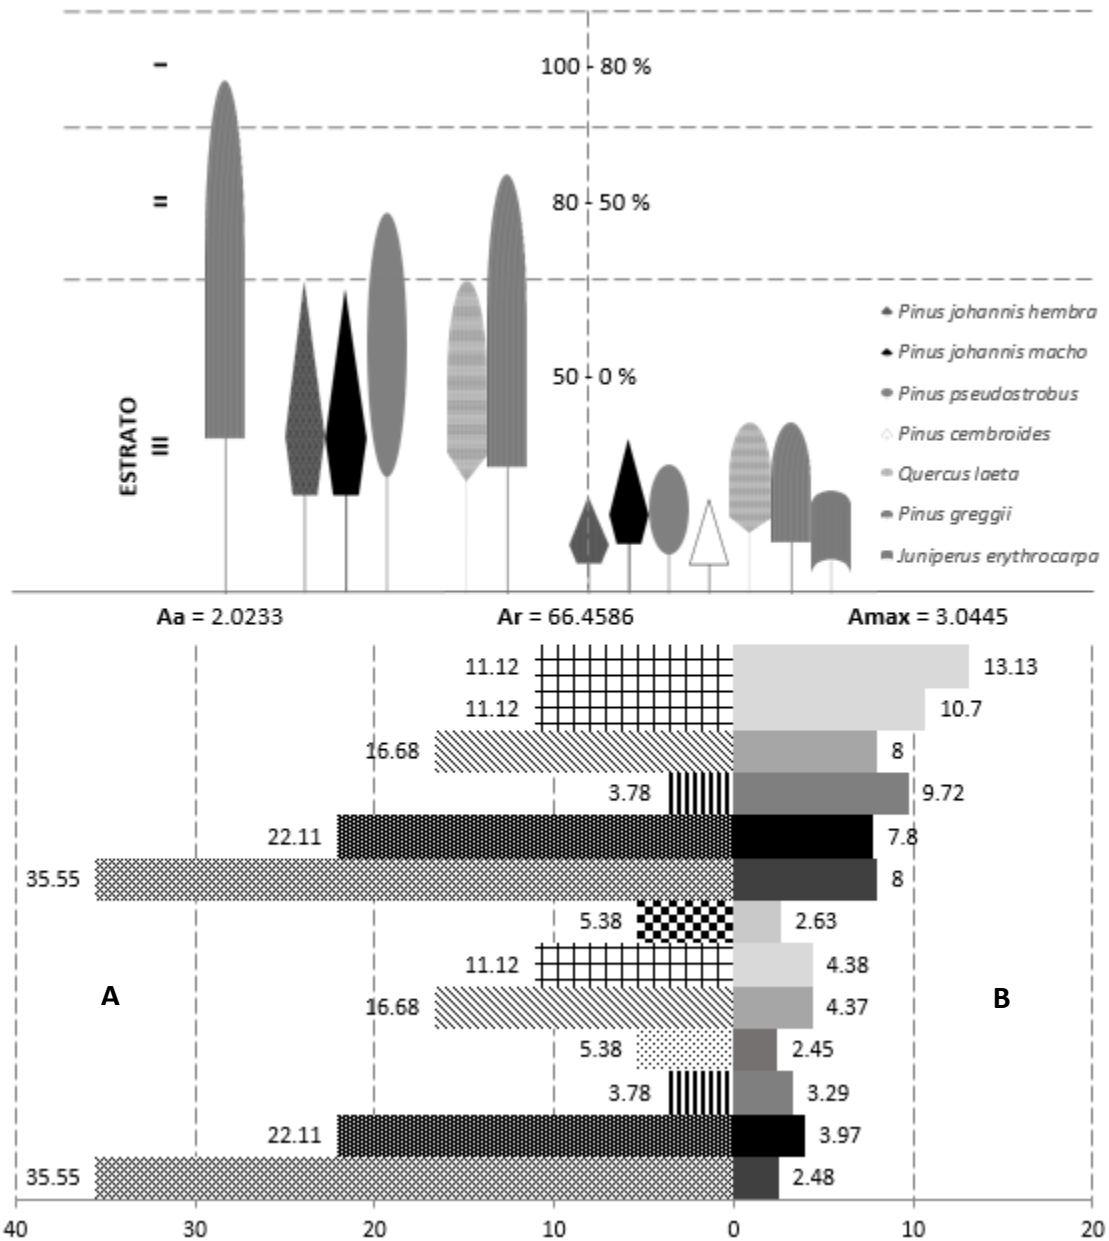 I
100 - 80 %
II
80 - 50 %
50 - 0 %
ESTRATO
III
Pinus johannis hembra
Pinus johannis macho
Pinus pseudostrobus
Pinus cembroides
Quercus laeta
Pinus greggii
Juniperus erythrocarpa
Aa = 2.0233 Ar = 66.4586 Amax = 3.0445
11.12 13.13
11.12 10.7
16.68 8
3.78 9.72
22.11 7.8
35.55 8
5.38 2.63
11.12 4.38
A B
16.68 4.37
5.38 2.45
3.78 3.29
22.11 3.97
35.55 2.48
40 30 20 10 0 10 20